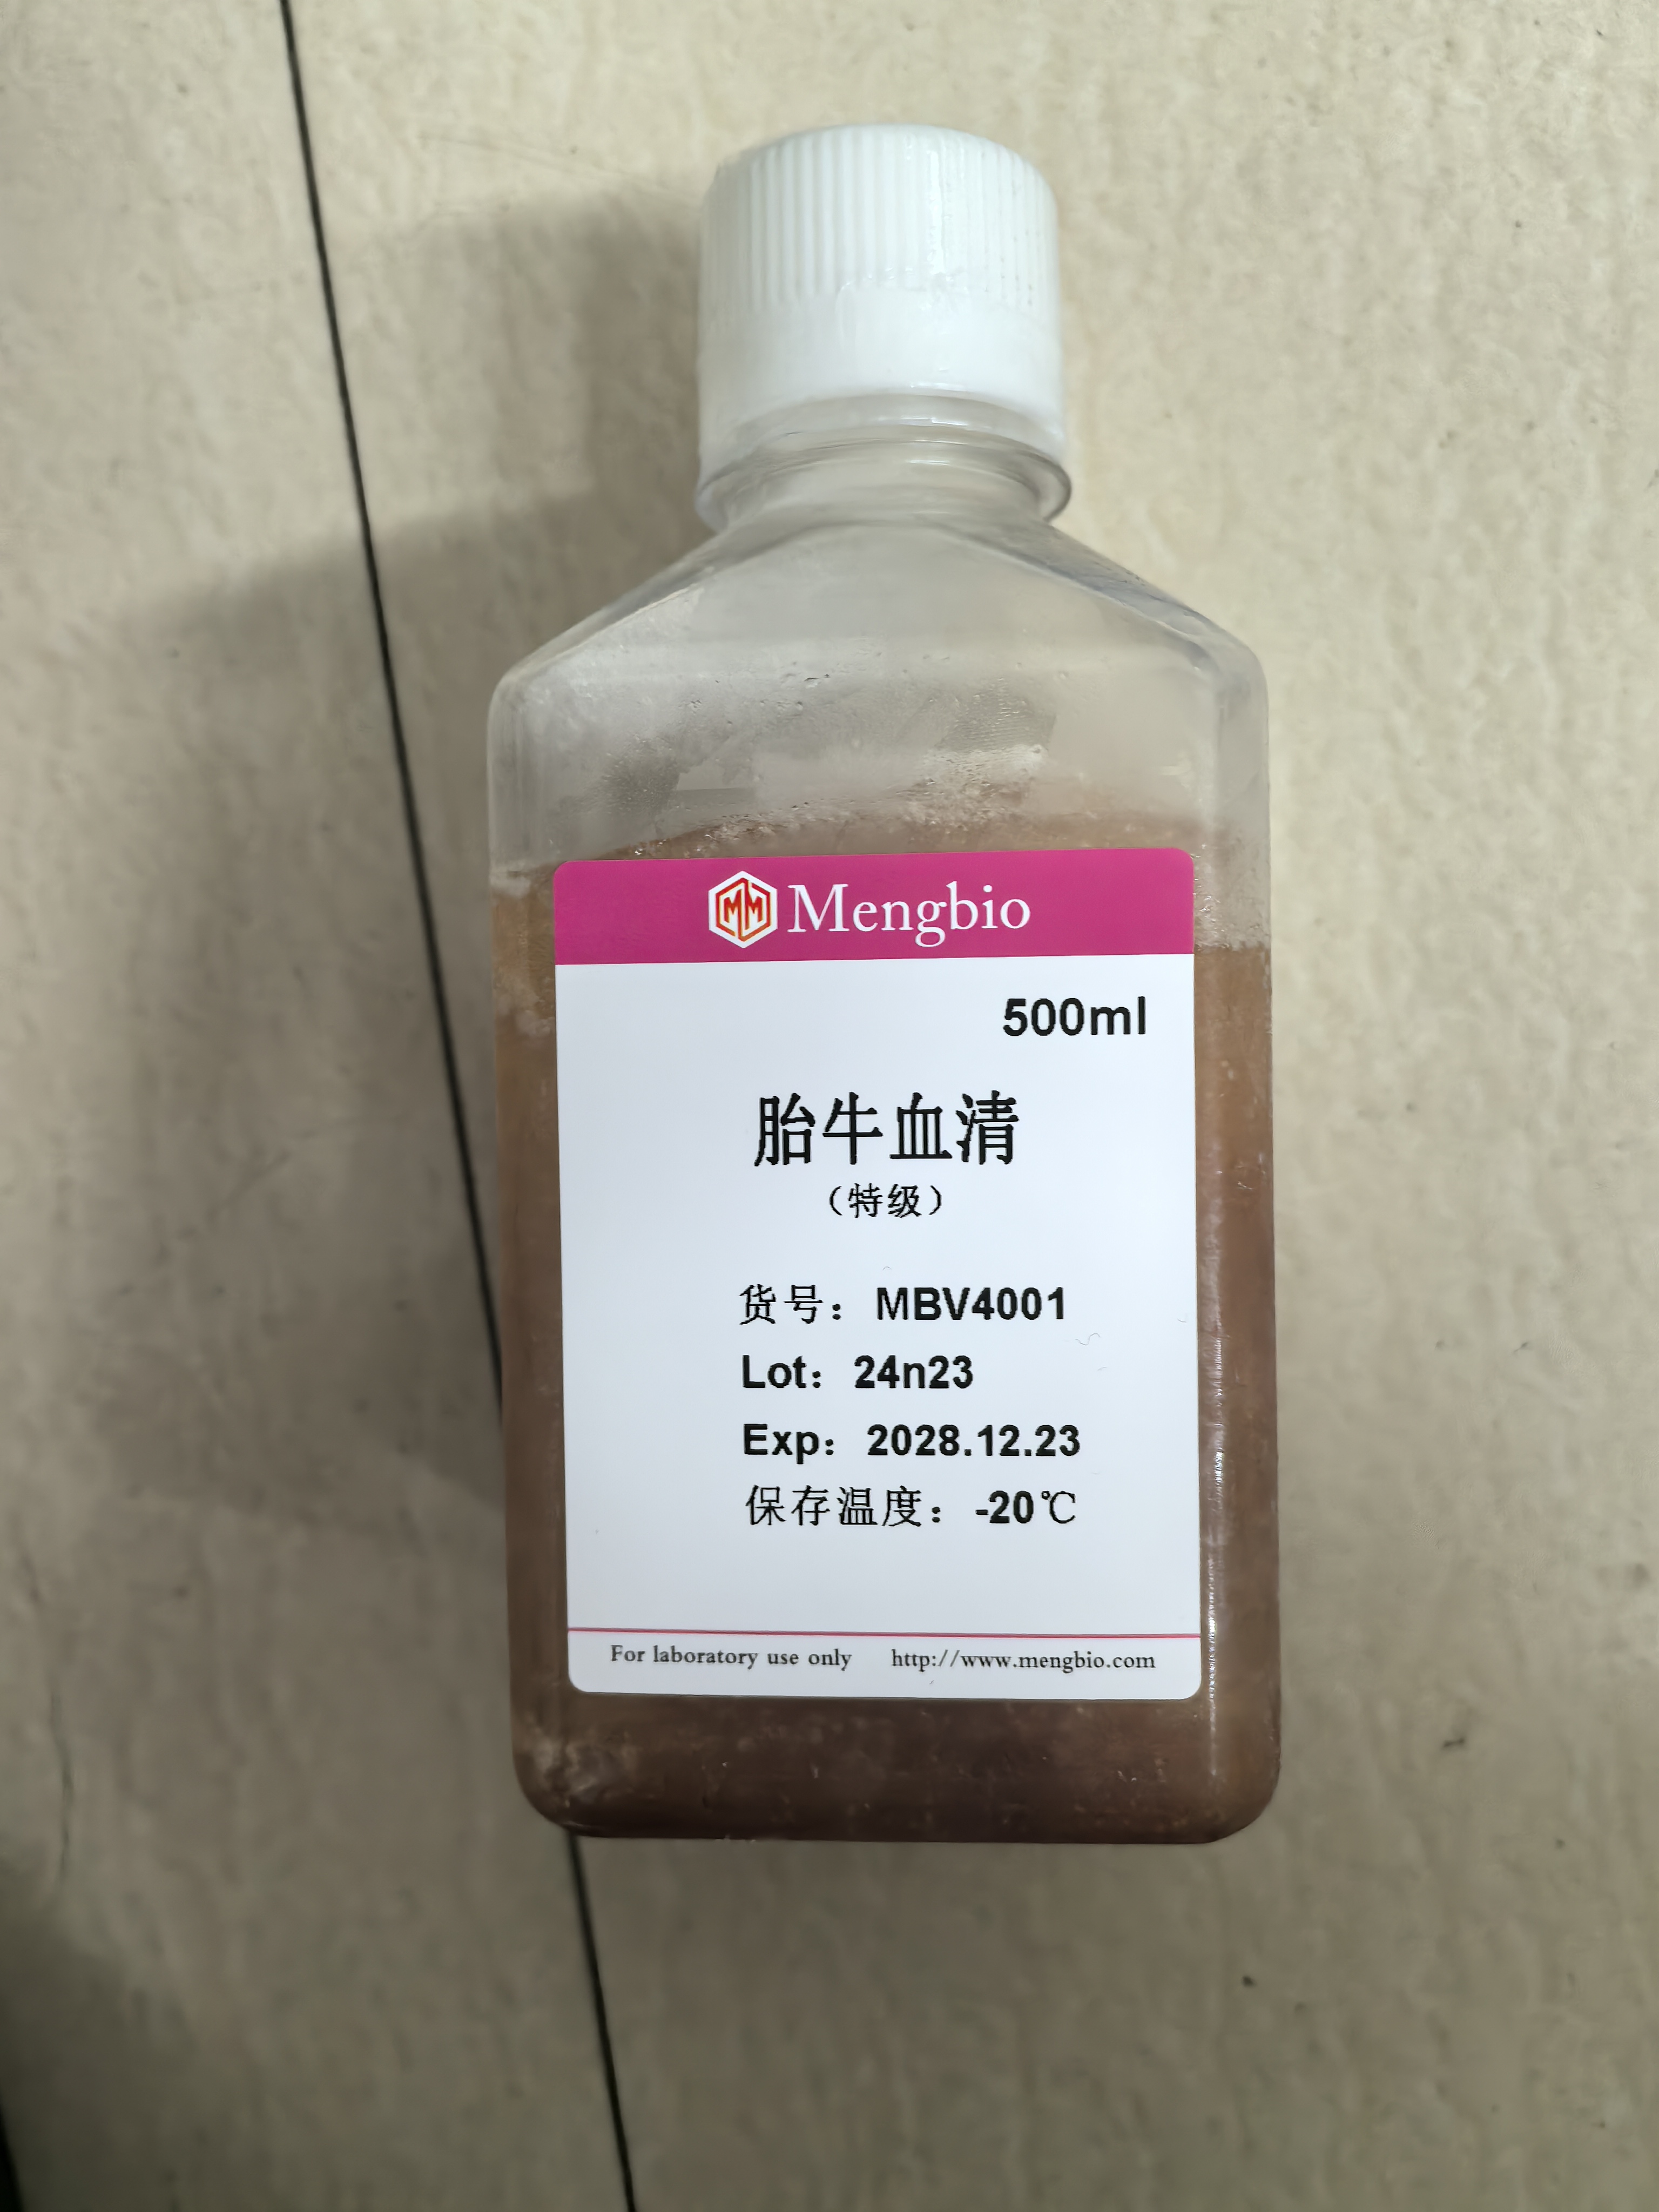 Mengbio
500ml
胎牛血清
（特级）
货号：MBV4001
Lot：24n23
Exp：2028.12.23
保存温度：-20℃
For laboratory use only http://www.mengbio.com